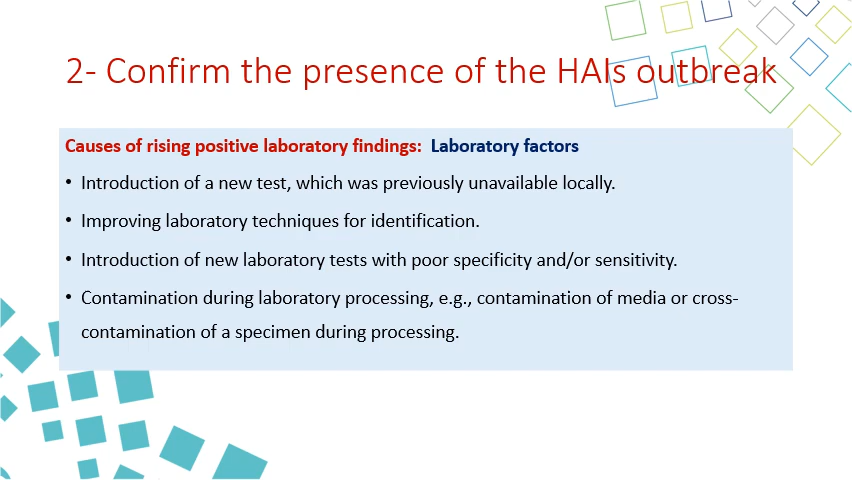 2- Confirm the presence of the HAIs outbreak
Causes of rising positive laboratory findings: Laboratory factors
• Introduction of a new test, which was previously unavailable locally.
• Improving laboratory techniques for identification.
• Introduction of new laboratory tests with poor specificity and/or sensitivity.
• Contamination during laboratory processing, e.g., contamination of media or cross-
contamination of a specimen during processing.